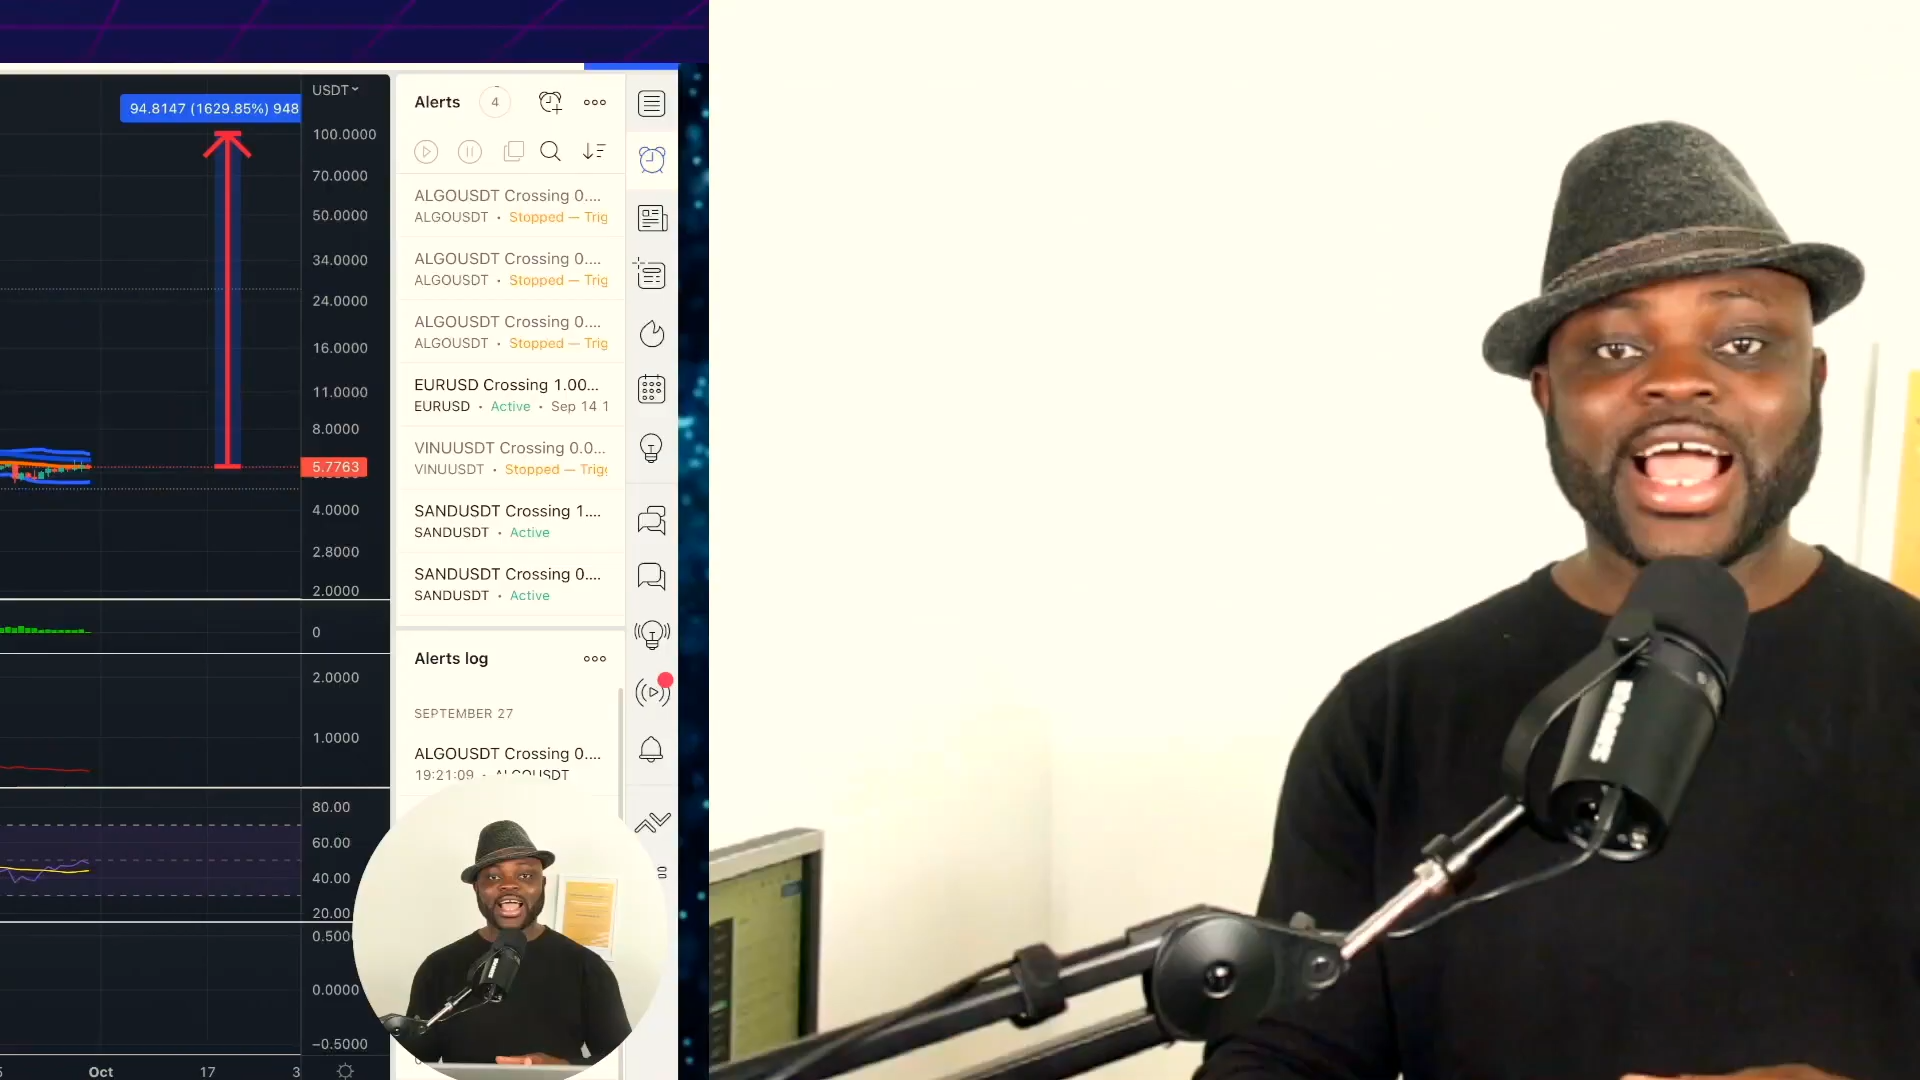 USDT
94.8147 (1629.85%) 948
100.0000
70.0000
50.0000
34.0000
24.0000
16.0000
11.0000
8.0000
5.7763
4.0000
2.8000
2.0000
0
2.0000
1.0000
80.00
60.00
40.00
20.00
0.500
0.0000
−0.5000
Oct
17
3
Alerts
4
ALGOUSDT Crossing 0....
ALGOUSDT • Stopped — Trig
ALGOUSDT Crossing 0....
ALGOUSDT • Stopped — Trig
ALGOUSDT Crossing 0....
ALGOUSDT • Stopped — Trig
EURUSD Crossing 1.00...
EURUSD • Active • Sep 14 1
VINUUSDT Crossing 0.0...
VINUUSDT • Stopped — Trigg
SANDUSDT Crossing 1....
SANDUSDT • Active
SANDUSDT Crossing 0....
SANDUSDT • Active
Alerts log
SEPTEMBER 27
ALGOUSDT Crossing 0....
19:21:09 • ALGOUSDT
SHURE